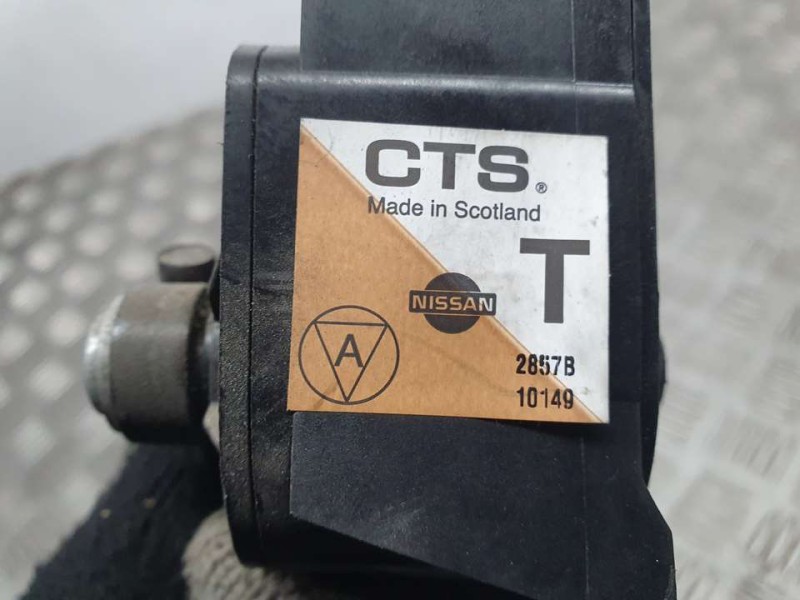 CTS®
Made in Scotland
T
NISSAN
A
2857B
10149